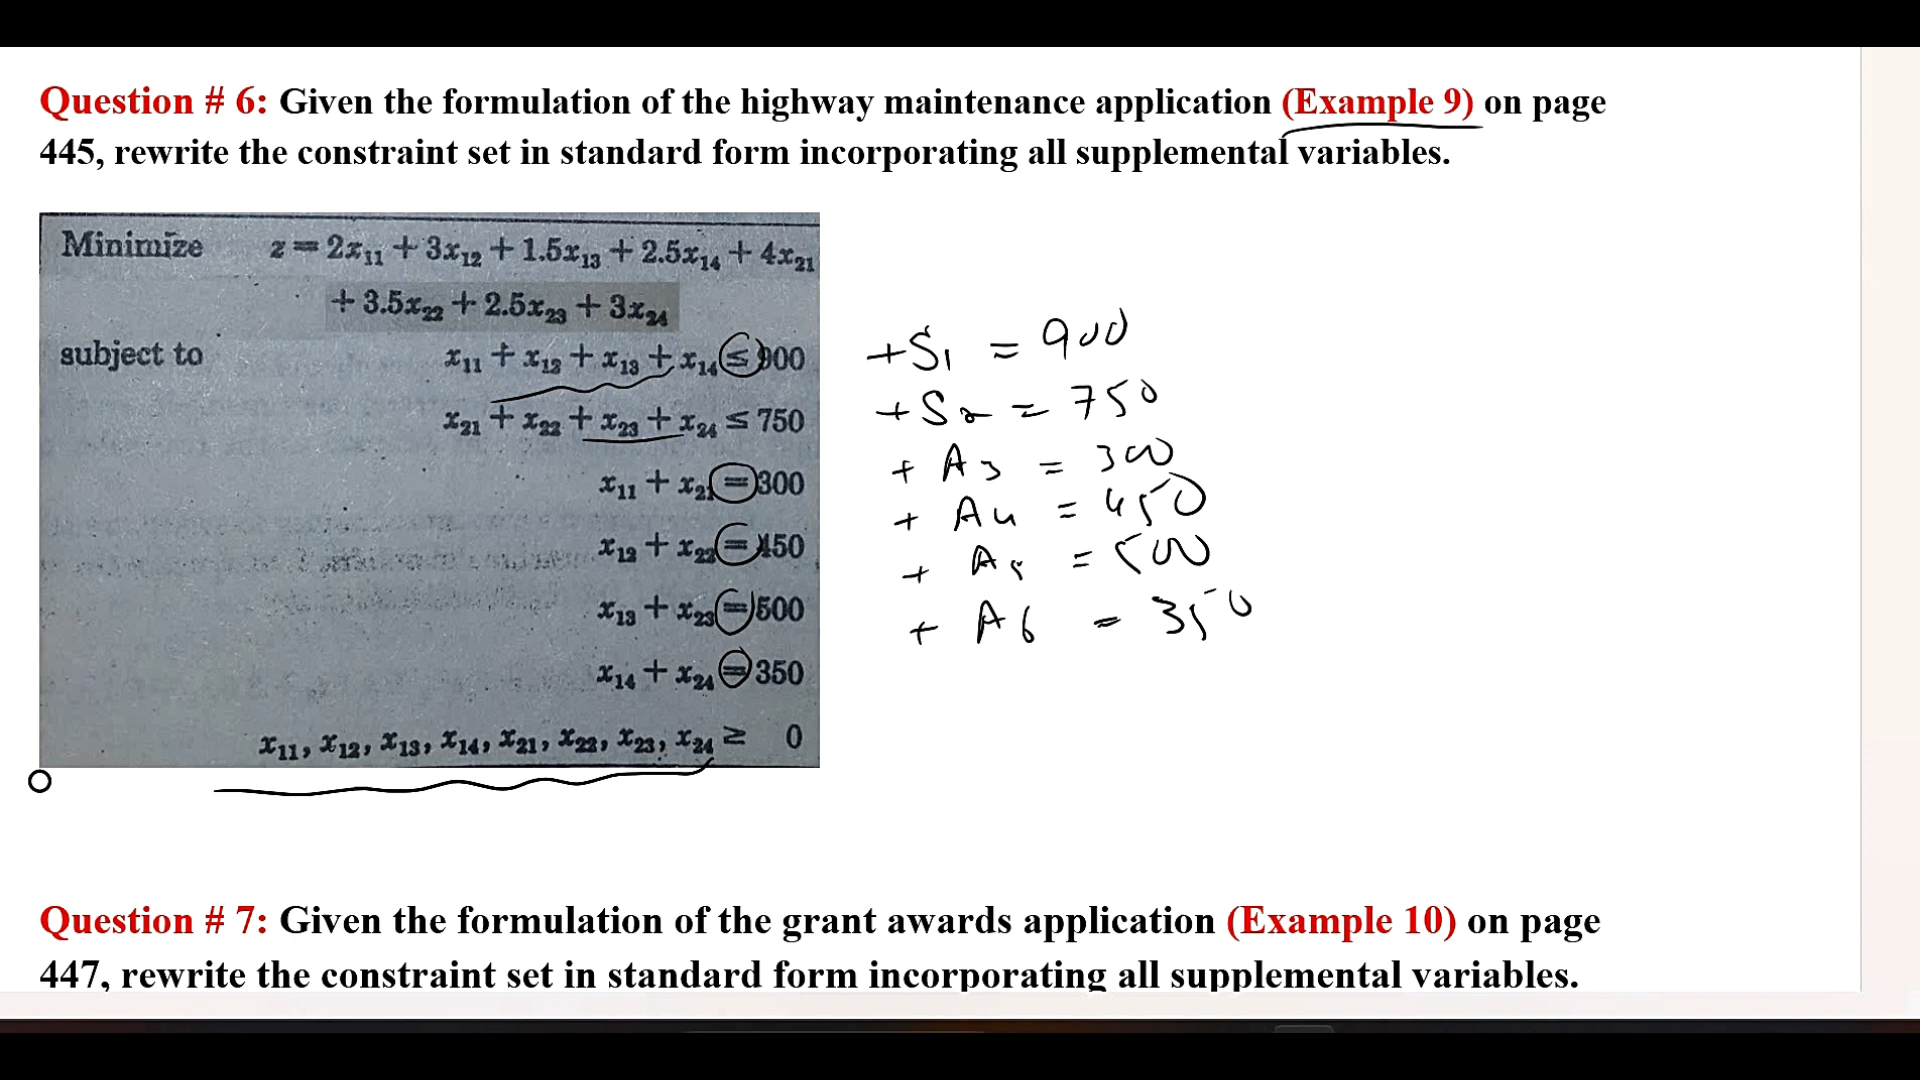 Question # 6: Given the formulation of the highway maintenance application (Example 9) on page
445, rewrite the constraint set in standard form incorporating all supplemental variables.
Minimize z = 2x₁₁ + 3x₁₂ + 1.5x₁₃ + 2.5x₁₄ + 4x₂₁
+ 3.5x₂₂ + 2.5x₂₃ + 3x₂₄
subject to x₁₁ + x₁₂ + x₁₃ + x₁₄ ≤ 900
+S₁ = 900
x₂₁ + x₂₂ + x₂₃ + x₂₄ ≤ 750
+S₂ = 750
x₁₁ + x₂₁ = 300
+ A₃ = 300
x₁₂ + x₂₂ = 450
+ A₄ = 450
x₁₃ + x₂₃ = 500
+ A₅ = 500
x₁₄ + x₂₄ = 350
+ A₆ = 350
x₁₁, x₁₂, x₁₃, x₁₄, x₂₁, x₂₂, x₂₃, x₂₄ ≥ 0
Question # 7: Given the formulation of the grant awards application (Example 10) on page
447, rewrite the constraint set in standard form incorporating all supplemental variables.